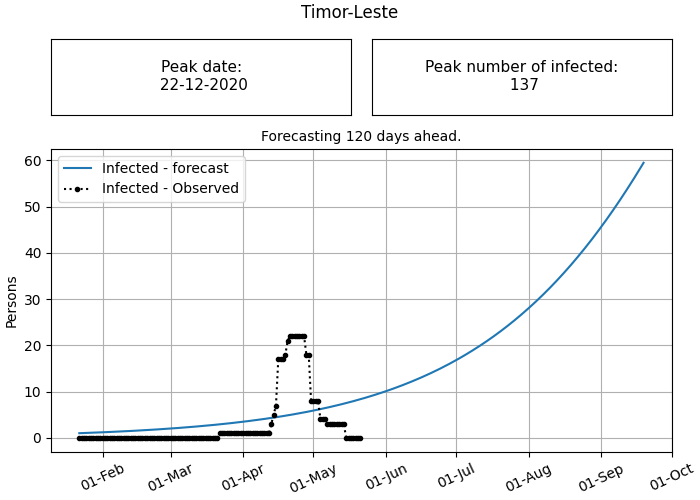 Timor-Leste
Peak date:
22-12-2020
Peak number of infected:
137
Forecasting 120 days ahead.
Infected - forecast
Infected - Observed
Persons
60
50
40
30
20
10
0
01-Feb
01-Mar
01-Apr
01-May
01-Jun
01-Jul
01-Aug
01-Sep
01-Oct